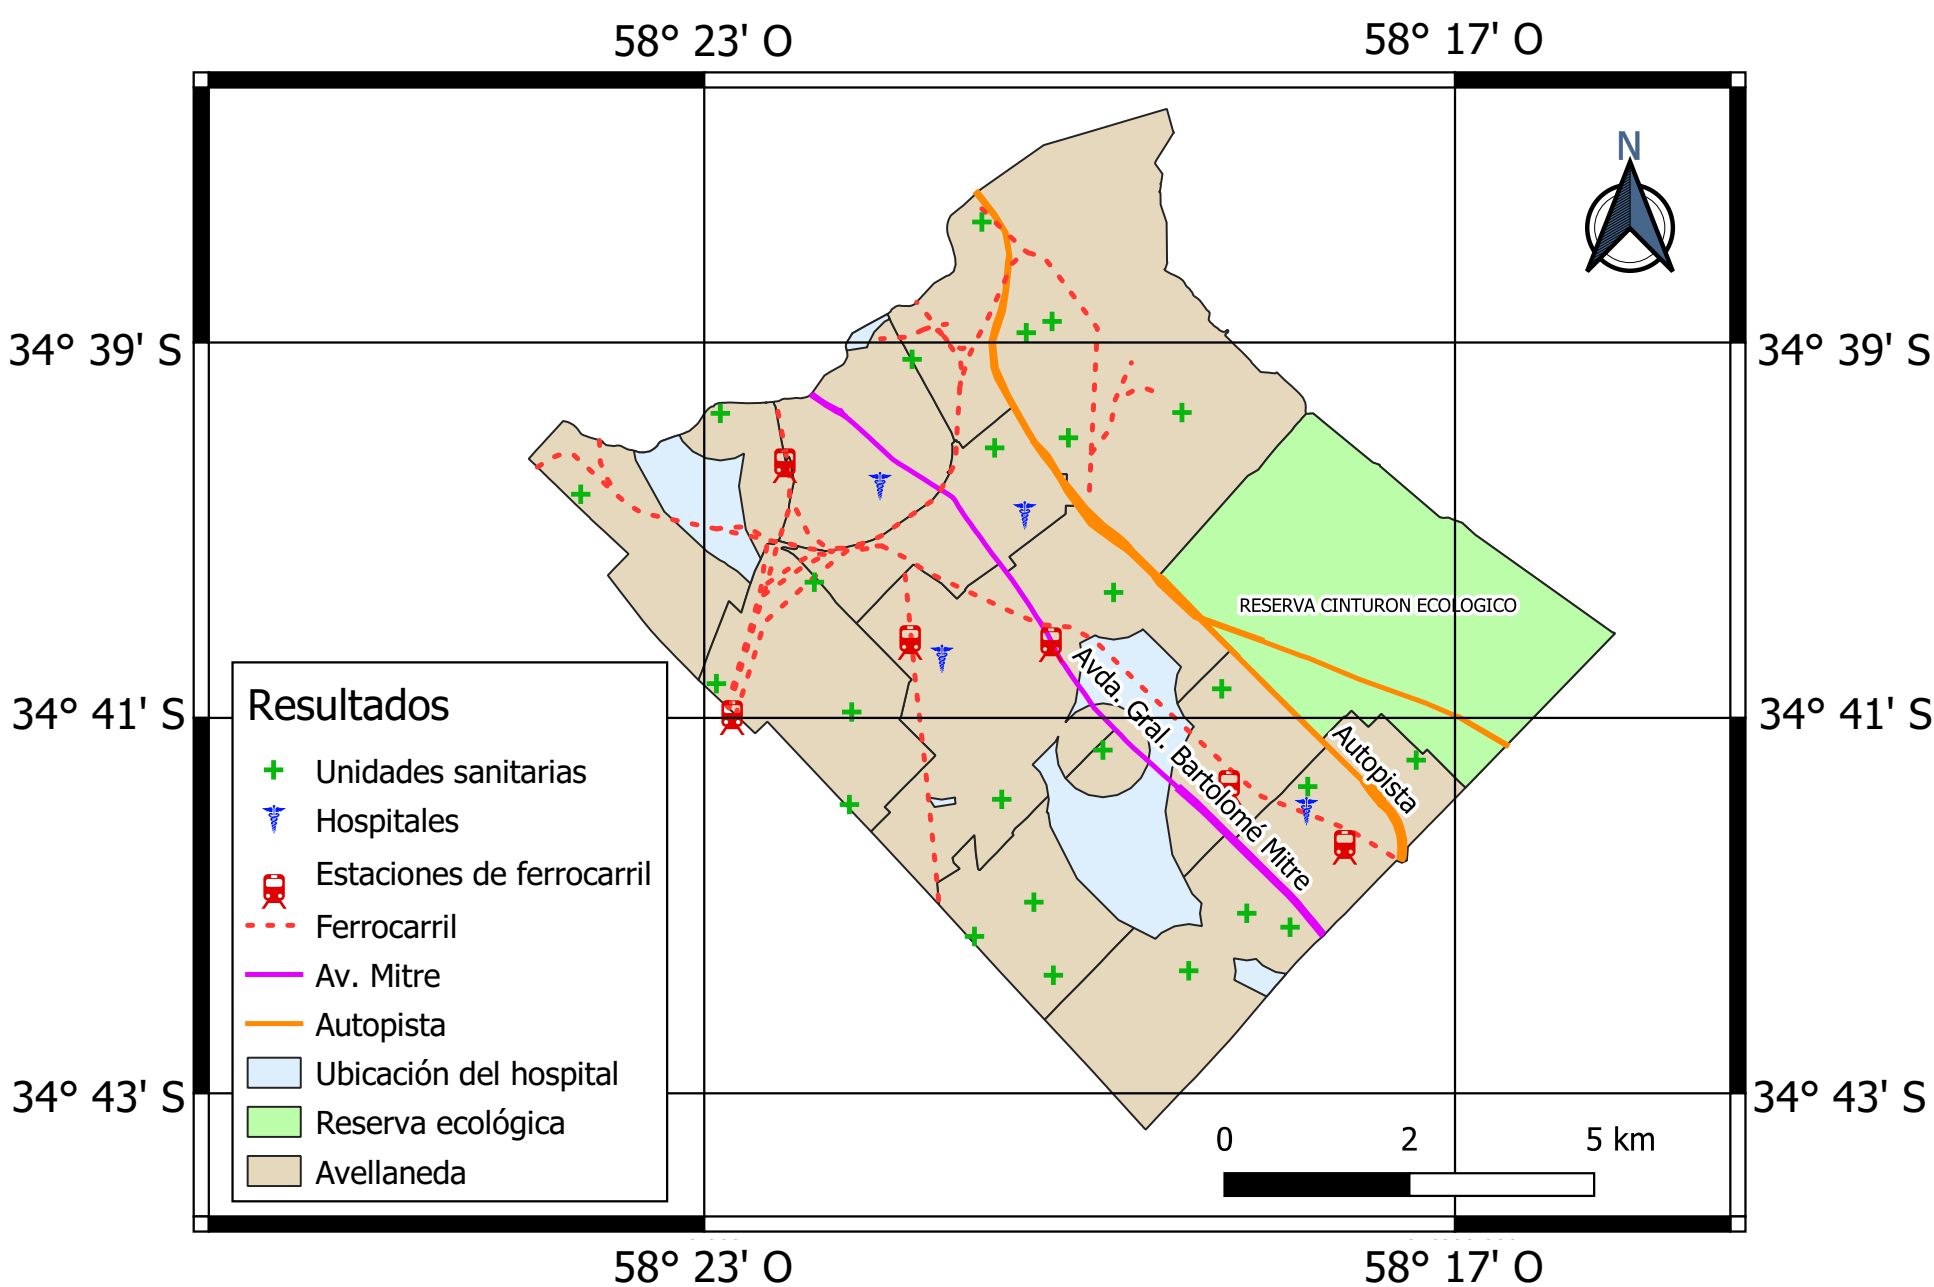 58° 23' O
58° 17' O
N
34° 39' S
34° 39' S
RESERVA CINTURON ECOLOGICO
Avda. Gral. Bartolomé Mitre
Autopista
34° 41' S
34° 41' S
Resultados
Unidades sanitarias
Hospitales
Estaciones de ferrocarril
Ferrocarril
Av. Mitre
Autopista
Ubicación del hospital
Reserva ecológica
Avellaneda
34° 43' S
34° 43' S
0 2 5 km
58° 23' O
58° 17' O